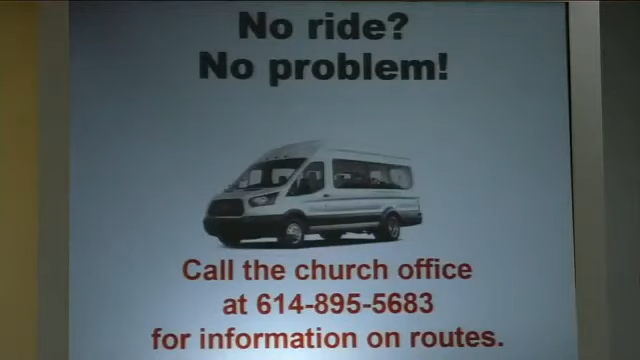 No ride?
No problem!
Call the church office
at 614-895-5683
for information on routes.